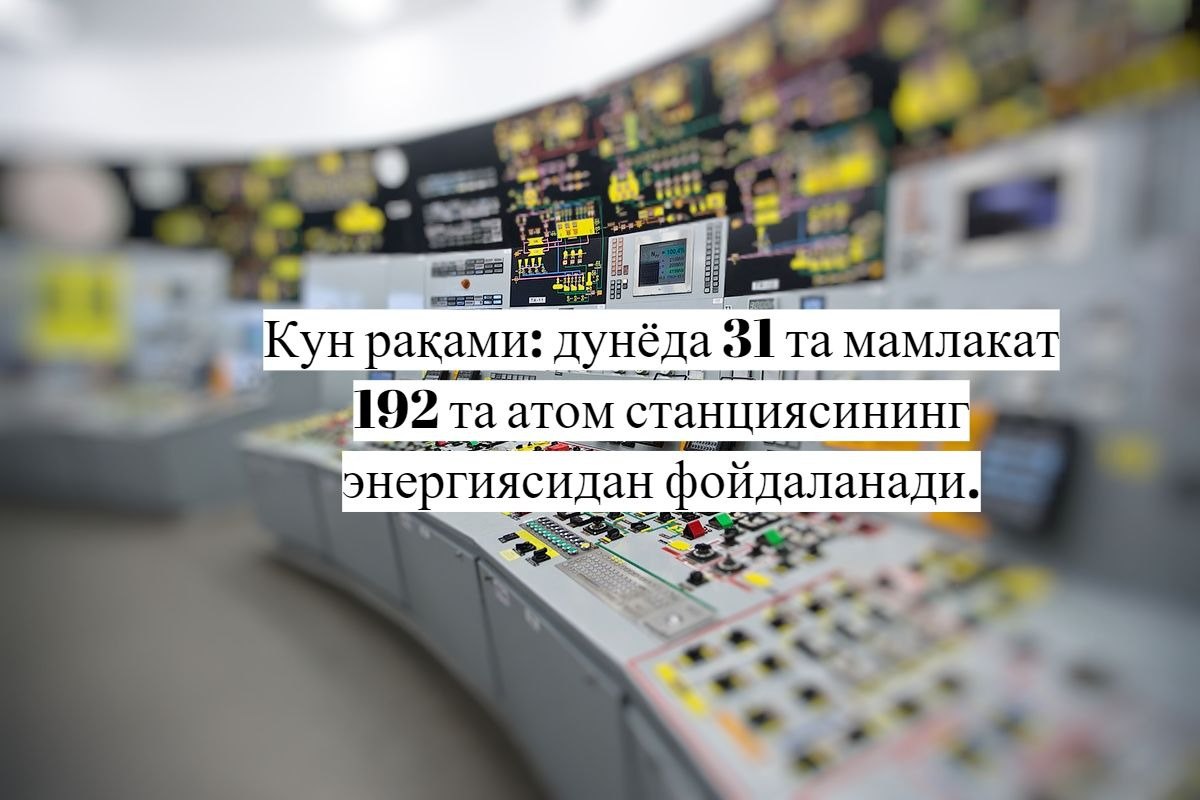 Кун рақами: дунёда 31 та мамлакат
192 та атом станциясининг
энергиясидан фойдаланади.